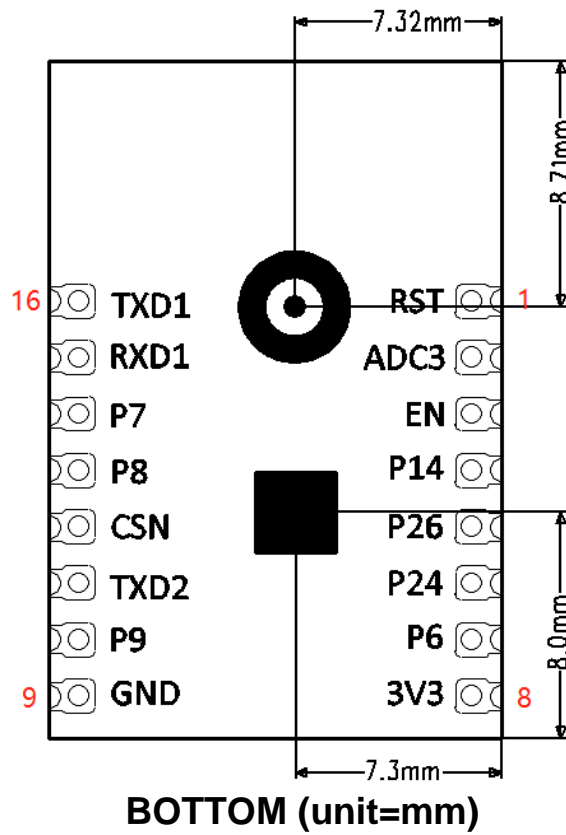 7.32mm
8.71mm
16 TXD1 RST 1
RXD1 ADC3
P7 EN
P8 P14
CSN P26
TXD2 P24
P9 P6
8.0mm
9 GND 3V3 8
7.3mm
BOTTOM (unit=mm)